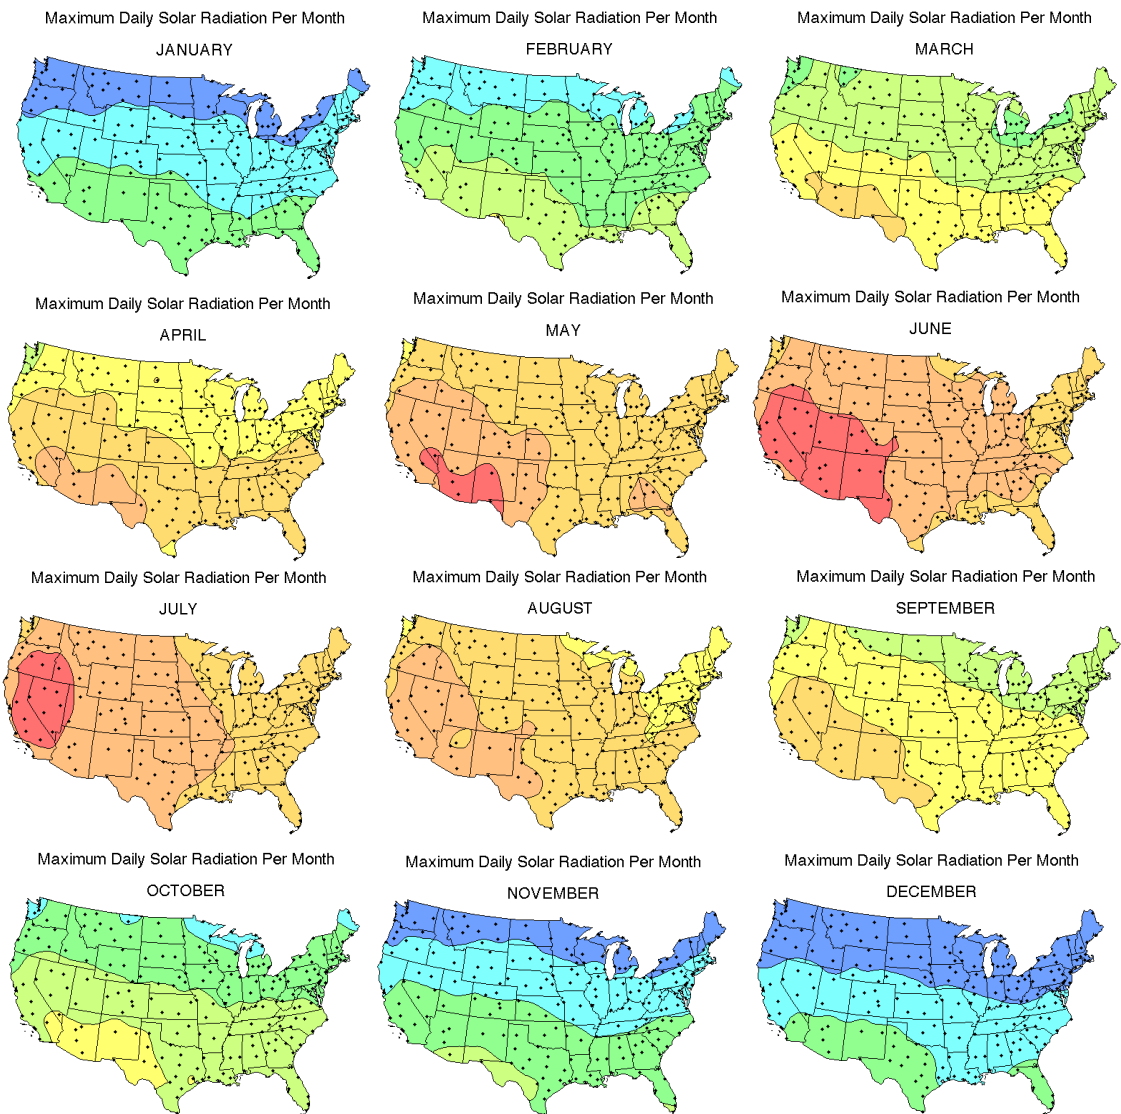 Maximum Daily Solar Radiation Per Month
JANUARY
Maximum Daily Solar Radiation Per Month
FEBRUARY
Maximum Daily Solar Radiation Per Month
MARCH
Maximum Daily Solar Radiation Per Month
APRIL
Maximum Daily Solar Radiation Per Month
MAY
Maximum Daily Solar Radiation Per Month
JUNE
Maximum Daily Solar Radiation Per Month
JULY
Maximum Daily Solar Radiation Per Month
AUGUST
Maximum Daily Solar Radiation Per Month
SEPTEMBER
Maximum Daily Solar Radiation Per Month
OCTOBER
Maximum Daily Solar Radiation Per Month
NOVEMBER
Maximum Daily Solar Radiation Per Month
DECEMBER